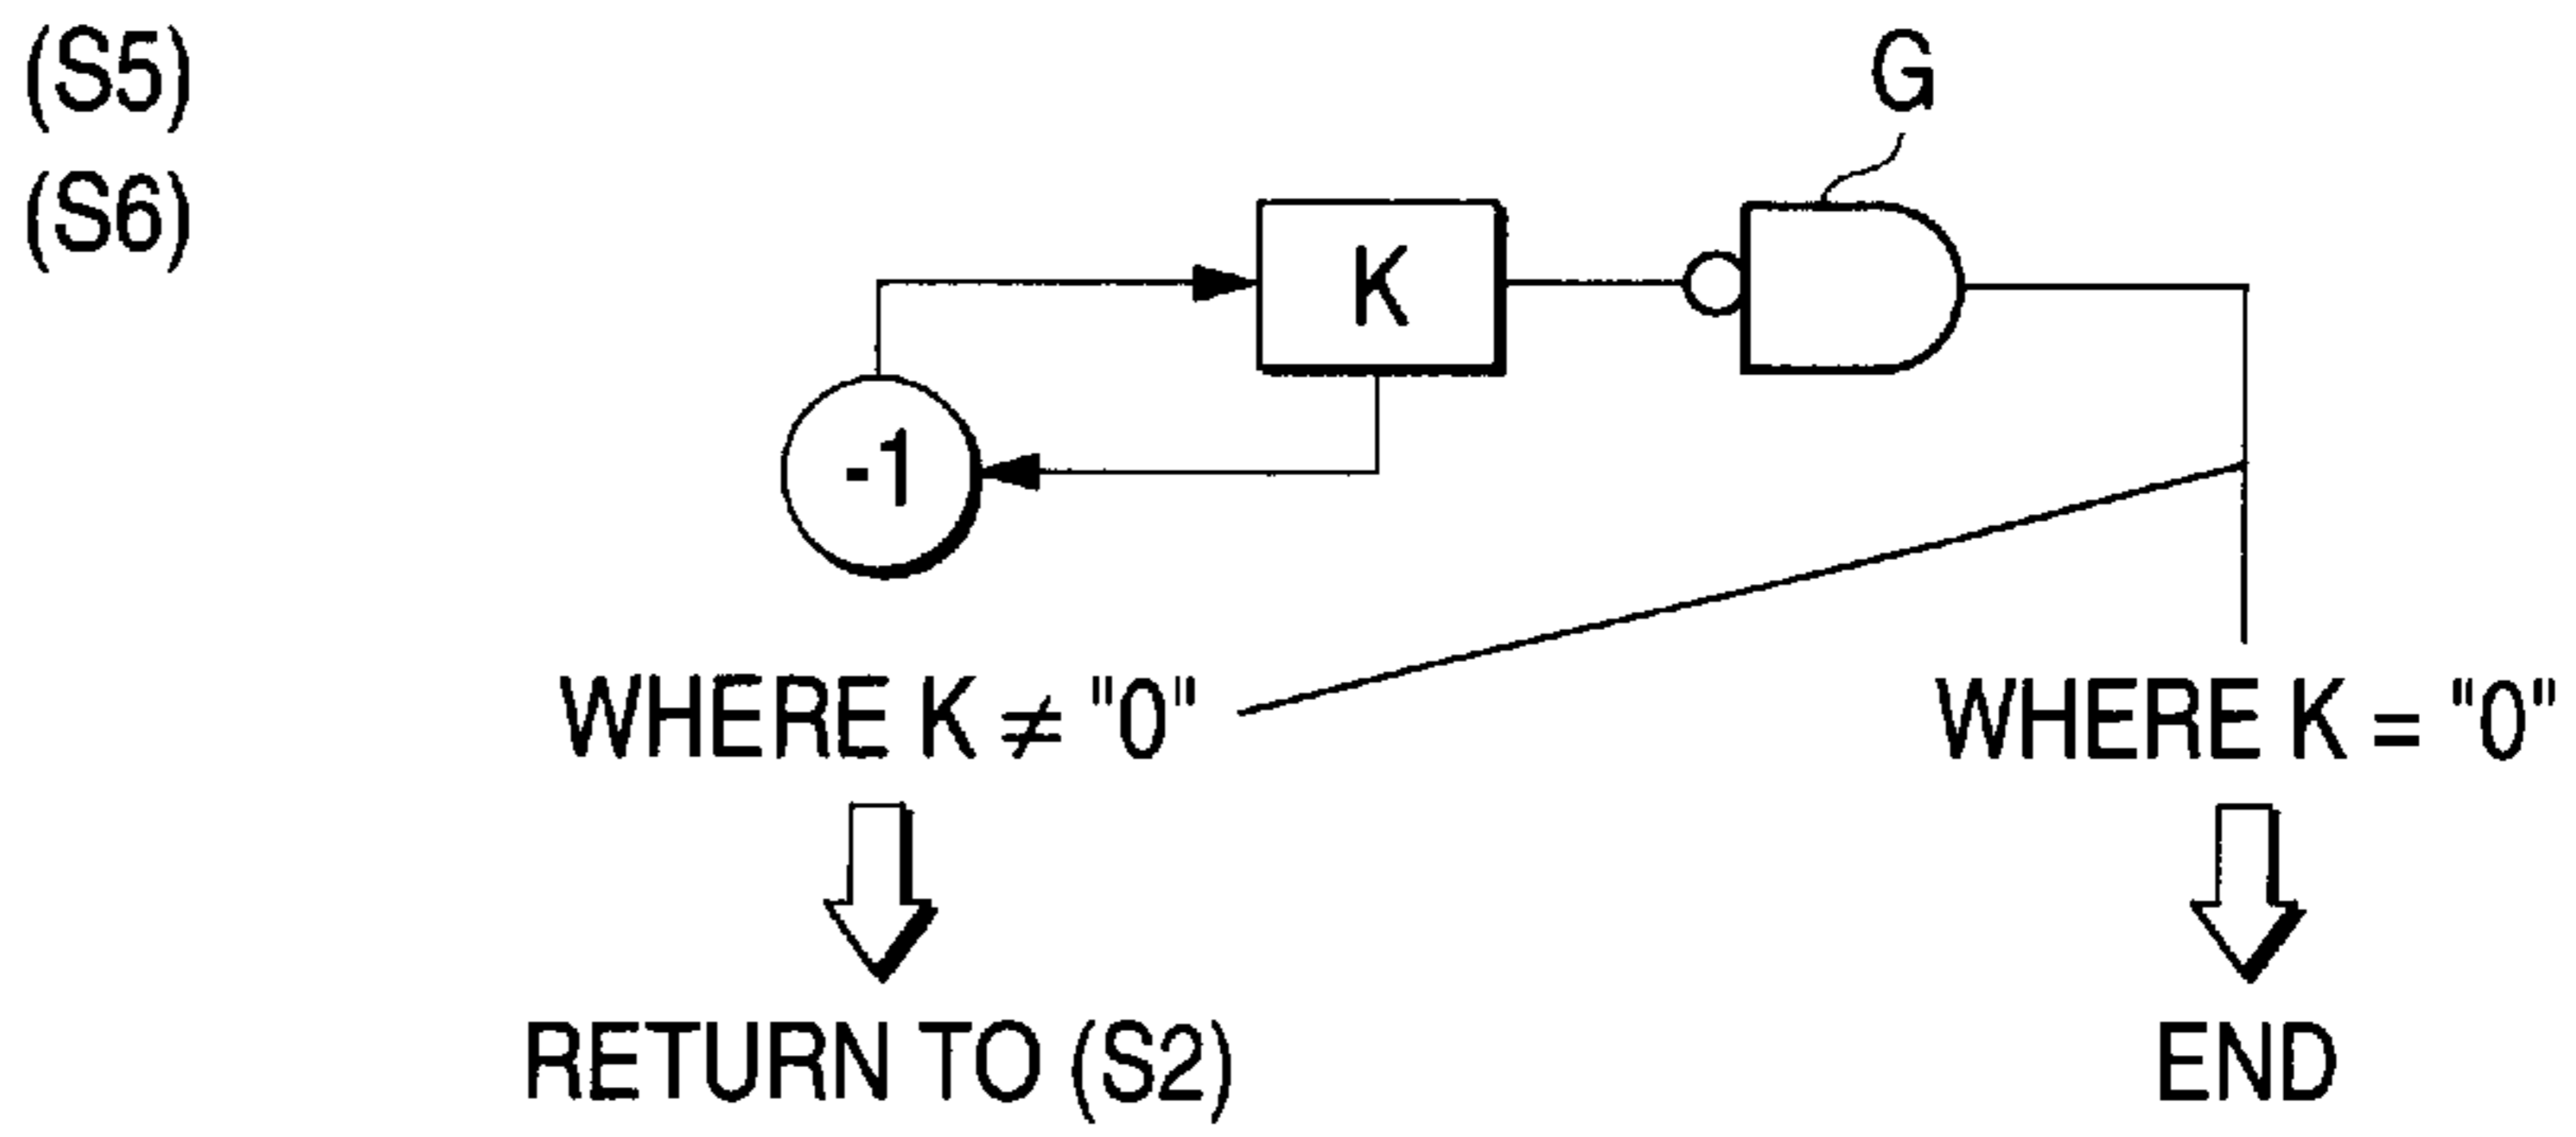 (S5)
G
(S6)
K
-1
WHERE K ≠ "0"
WHERE K = "0"
RETURN TO (S2)
END